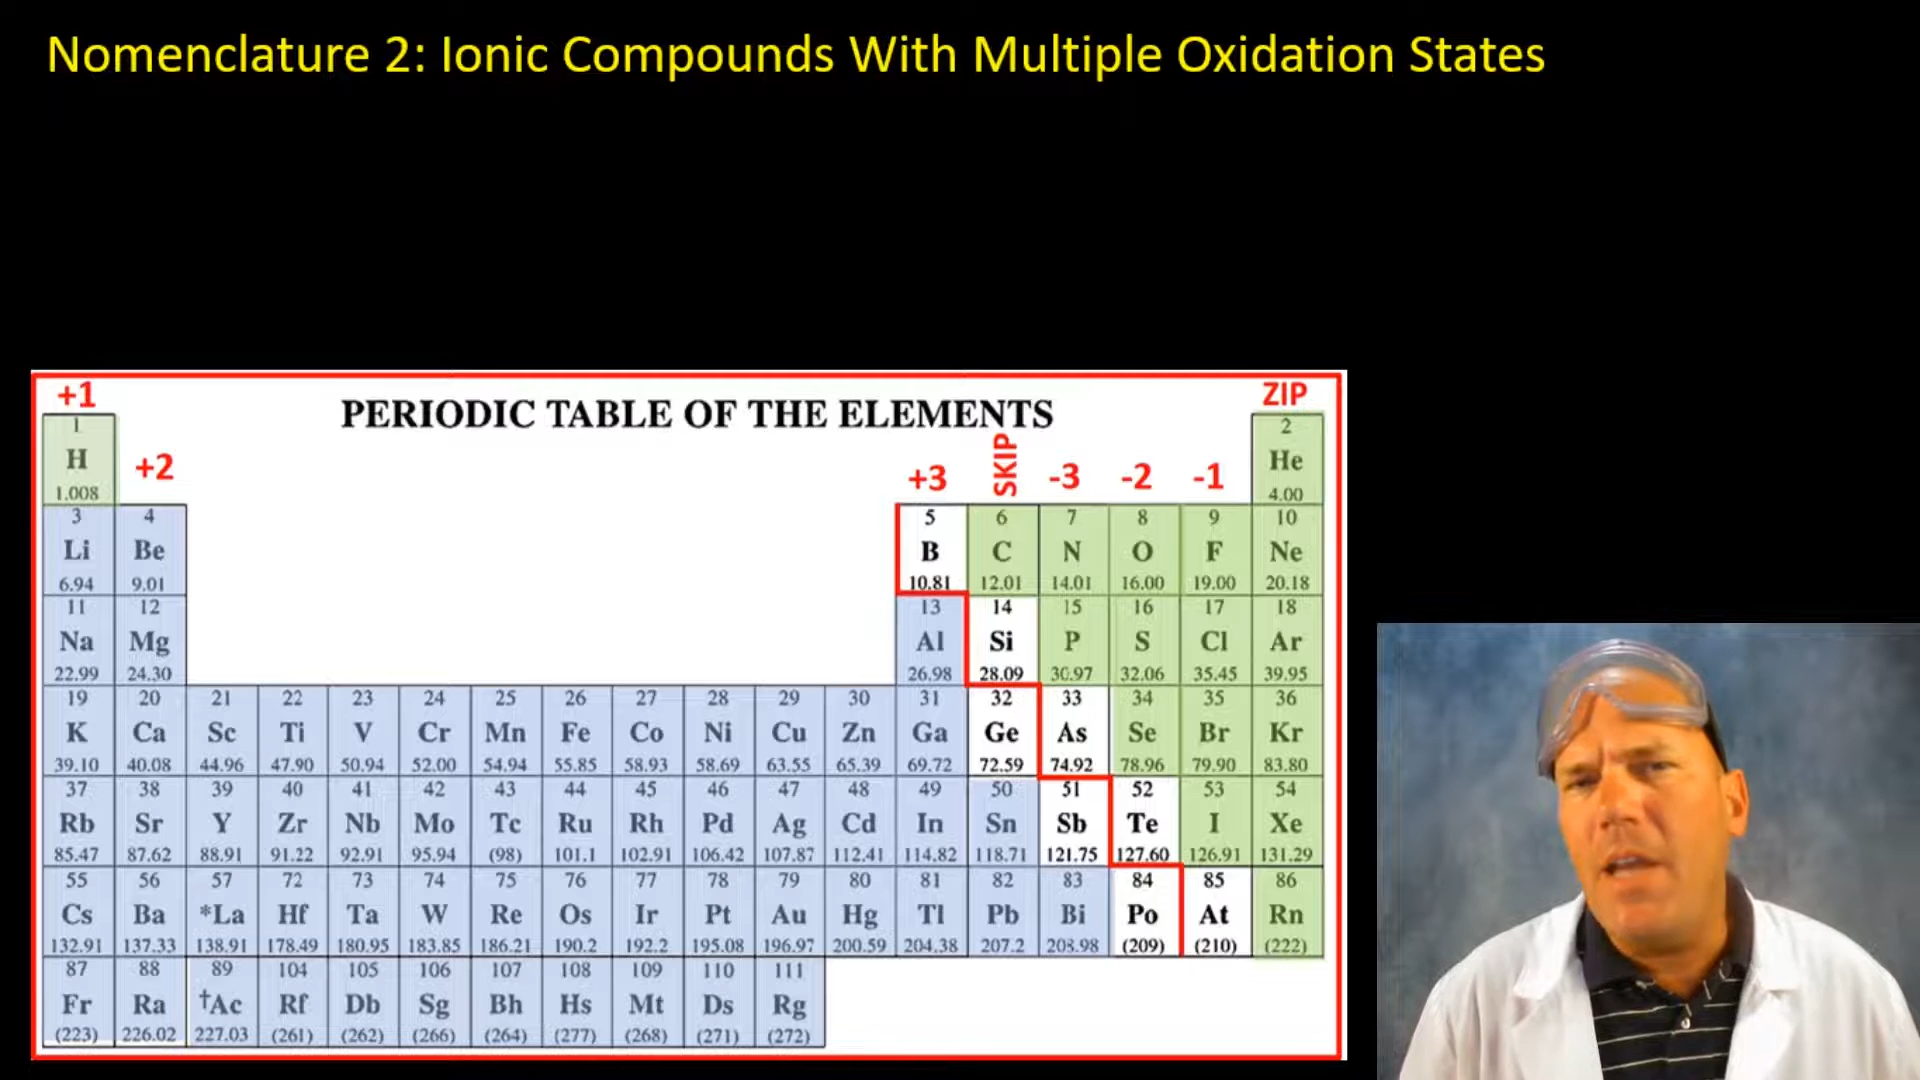 Nomenclature 2: Ionic Compounds With Multiple Oxidation States
+1 ZIP
PERIODIC TABLE OF THE ELEMENTS
+2 +3 SKIP -3 -2 -1
1 2
H He
1.008 4.00
3 4 5 6 7 8 9 10
Li Be B C N O F Ne
6.94 9.01 10.81 12.01 14.01 16.00 19.00 20.18
11 12 13 14 15 16 17 18
Na Mg Al Si P S Cl Ar
22.99 24.30 26.98 28.09 30.97 32.06 35.45 39.95
19 20 21 22 23 24 25 26 27 28 29 30 31 32 33 34 35 36
K Ca Sc Ti V Cr Mn Fe Co Ni Cu Zn Ga Ge As Se Br Kr
39.10 40.08 44.96 47.90 50.94 52.00 54.94 55.85 58.93 58.69 63.55 65.39 69.72 72.59 74.92 78.96 79.90 83.80
37 38 39 40 41 42 43 44 45 46 47 48 49 50 51 52 53 54
Rb Sr Y Zr Nb Mo Tc Ru Rh Pd Ag Cd In Sn Sb Te I Xe
85.47 87.62 88.91 91.22 92.91 95.94 (98) 101.1 102.91 106.42 107.87 112.41 114.82 118.71 121.75 127.60 126.91 131.29
55 56 57 72 73 74 75 76 77 78 79 80 81 82 83 84 85 86
Cs Ba *La Hf Ta W Re Os Ir Pt Au Hg Tl Pb Bi Po At Rn
132.91 137.33 138.91 178.49 180.95 183.85 186.21 190.2 192.2 195.08 196.97 200.59 204.38 207.2 208.98 (209) (210) (222)
87 88 89 104 105 106 107 108 109 110 111
Fr Ra †Ac Rf Db Sg Bh Hs Mt Ds Rg
(223) 226.02 227.03 (261) (262) (266) (264) (277) (268) (271) (272)